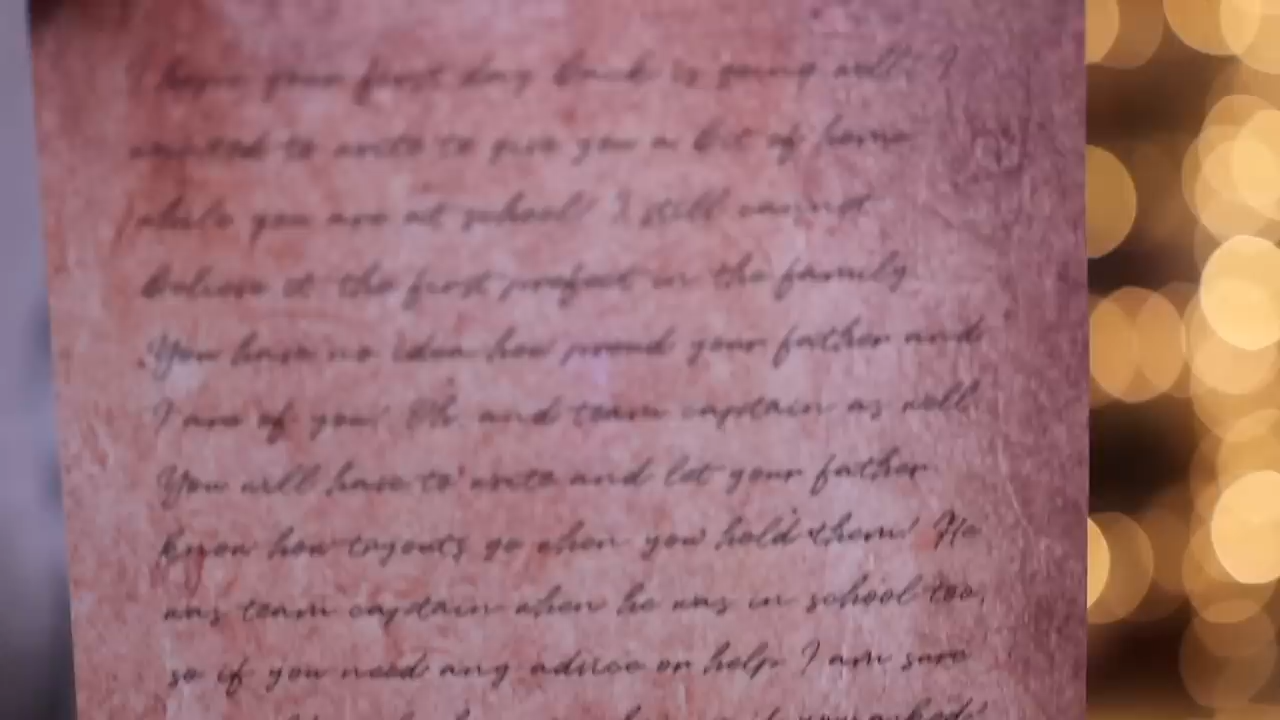 I hope your first day back is going well! I
wanted to write to give you a bit of home
while you are at school! I still cannot
believe it the first prefect in the family.
You have no idea how proud your father and
I are of you! Oh and team captain as well.
You will have to write and let your father
know how tryouts go when you hold them! He
was team captain when he was in school too,
so if you need any advice or help I am sure
if you asked!